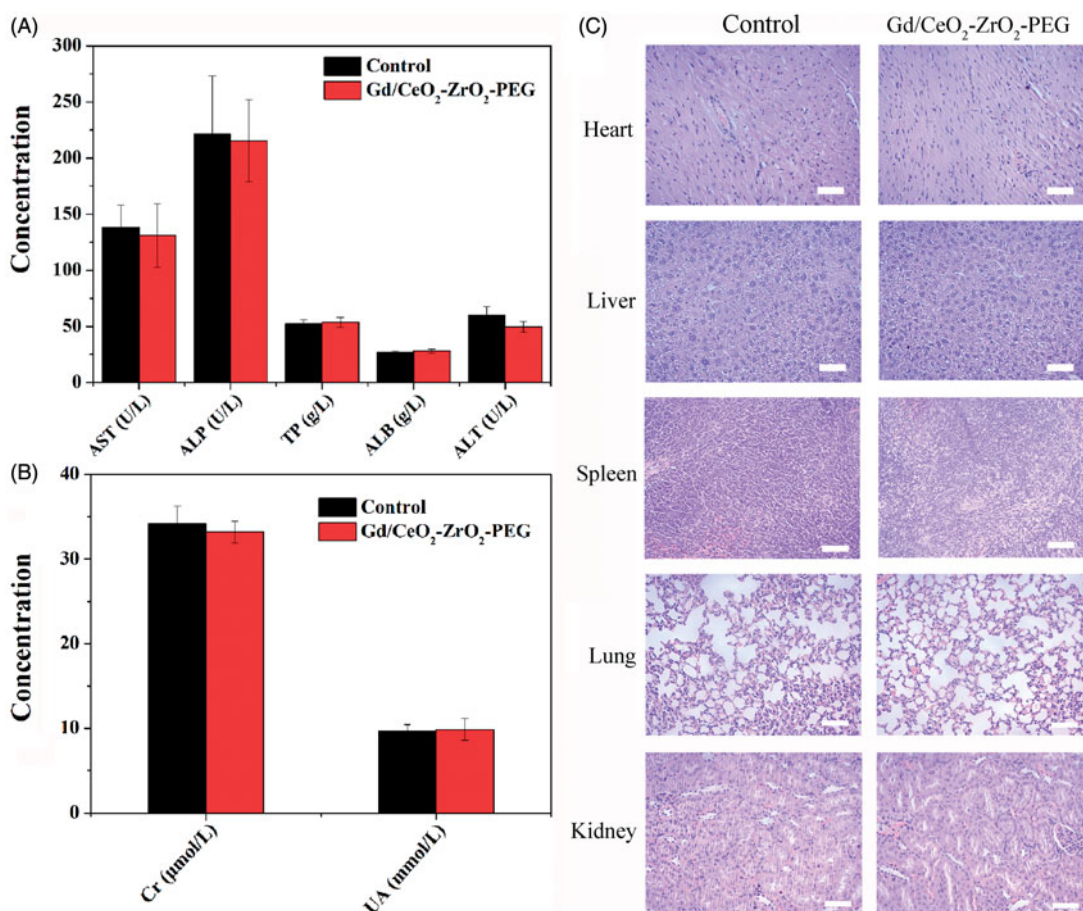 (A)
300
250
200
150
100
50
0
Concentration
Control
Gd/CeO₂-ZrO₂-PEG
AST (U/L)
ALP (U/L)
TP (g/L)
ALB (g/L)
ALT (U/L)
(B)
40
30
20
10
0
Concentration
Control
Gd/CeO₂-ZrO₂-PEG
Cr (μmol/L)
UA (mmol/L)
(C)
Control
Gd/CeO₂-ZrO₂-PEG
Heart
Liver
Spleen
Lung
Kidney